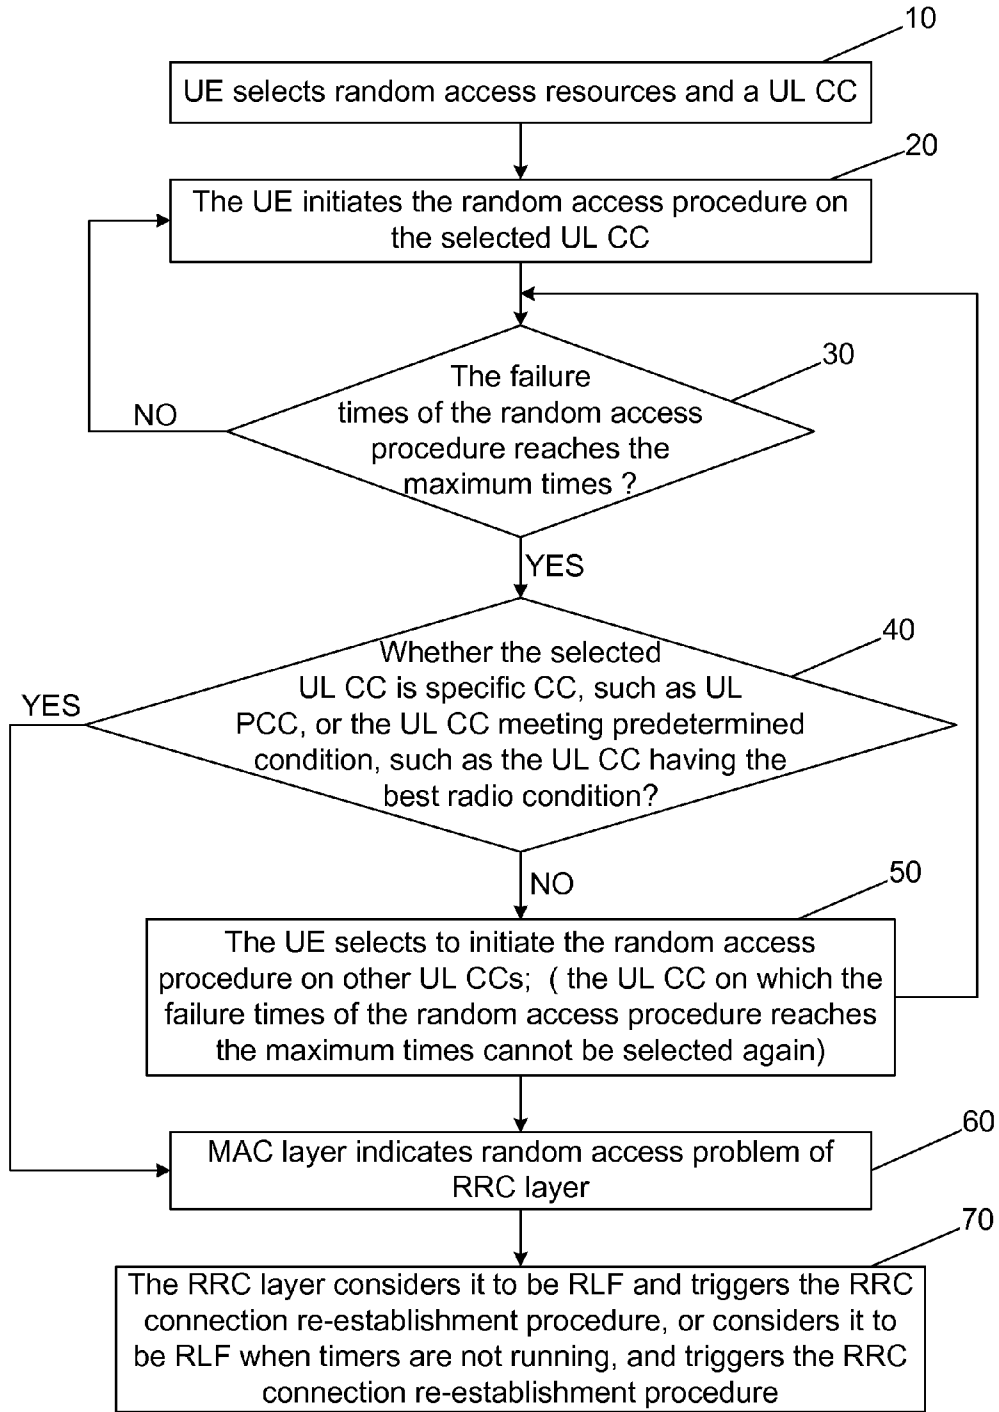 10
UE selects random access resources and a UL CC
20
The UE initiates the random access procedure on
the selected UL CC
30
The failure
times of the random access
procedure reaches the
maximum times ?
NO
YES
40
Whether the selected
UL CC is specific CC, such as UL
PCC, or the UL CC meeting predetermined
condition, such as the UL CC having the
best radio condition?
YES
NO
50
The UE selects to initiate the random access
procedure on other UL CCs; ( the UL CC on which the
failure times of the random access procedure reaches
the maximum times cannot be selected again)
60
MAC layer indicates random access problem of
RRC layer
70
The RRC layer considers it to be RLF and triggers the RRC
connection re-establishment procedure, or considers it to
be RLF when timers are not running, and triggers the RRC
connection re-establishment procedure